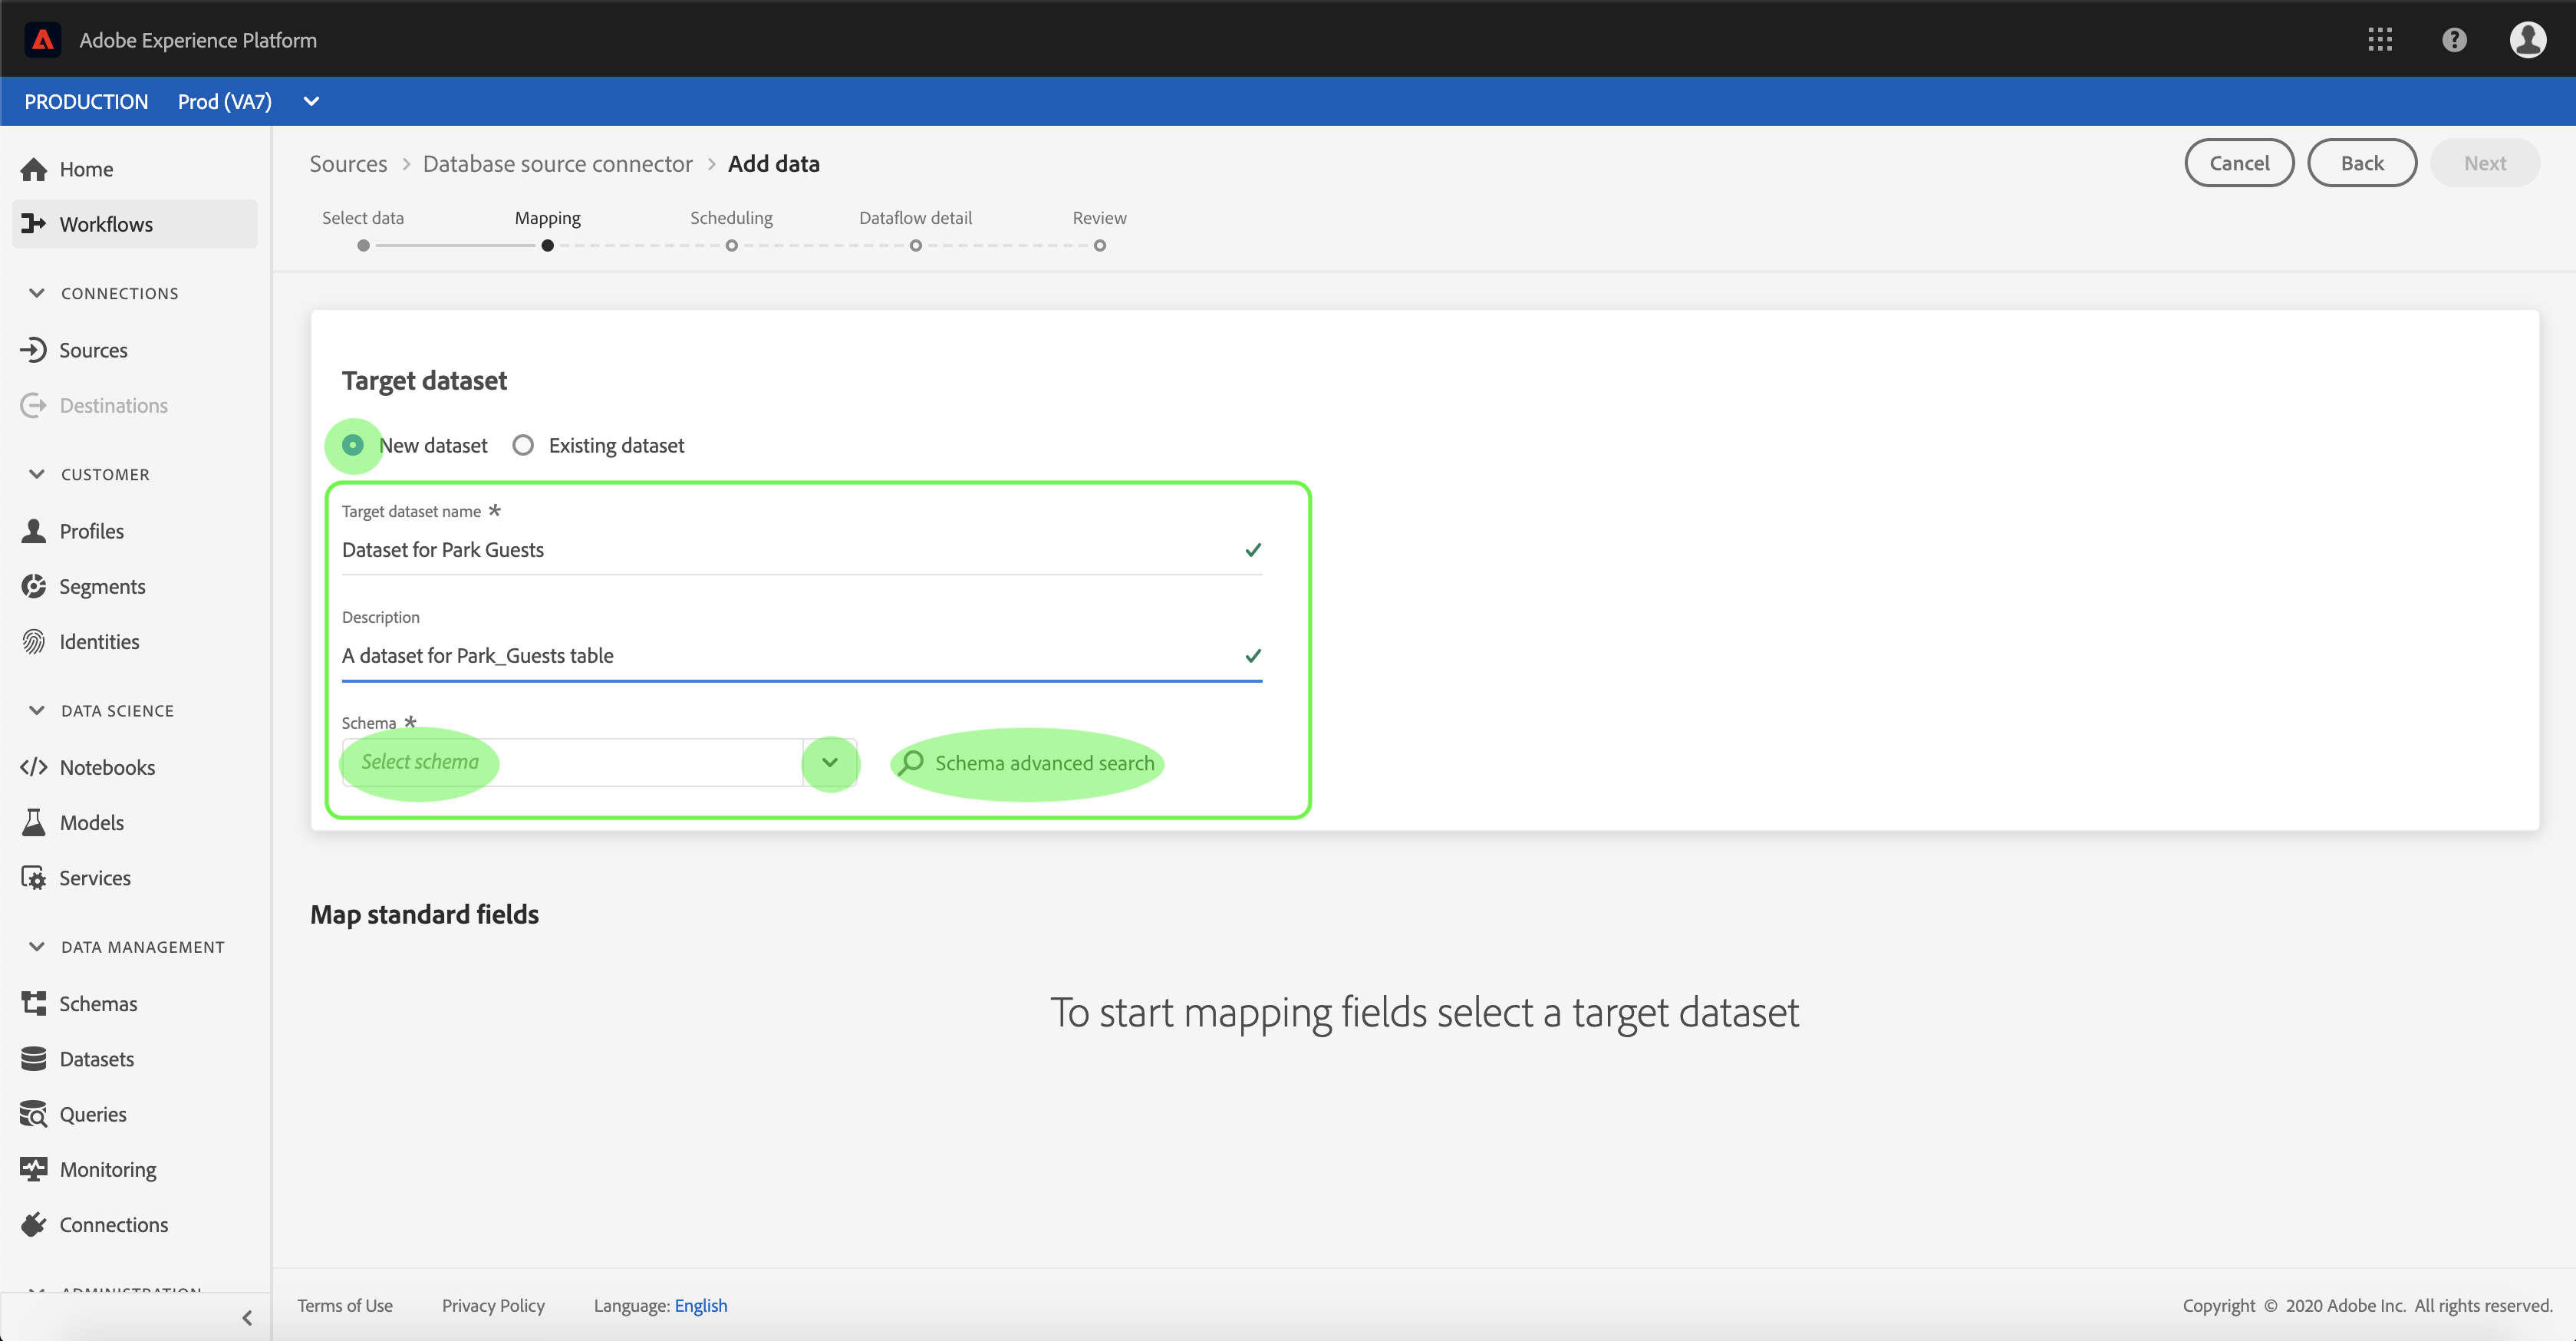 Adobe Experience Platform
PRODUCTION Prod (VA7)
Home
Workflows
CONNECTIONS
Sources
Destinations
CUSTOMER
Profiles
Segments
Identities
DATA SCIENCE
Notebooks
Models
Services
DATA MANAGEMENT
Schemas
Datasets
Queries
Monitoring
Connections
ADMINISTRATION
Sources > Database source connector > Add data
Cancel Back Next
Select data Mapping Scheduling Dataflow detail Review
Target dataset
New dataset Existing dataset
Target dataset name *
Dataset for Park Guests
Description
A dataset for Park_Guests table
Schema *
Select schema Schema advanced search
Map standard fields
To start mapping fields select a target dataset
Terms of Use Privacy Policy Language: English Copyright © 2020 Adobe Inc. All rights reserved.